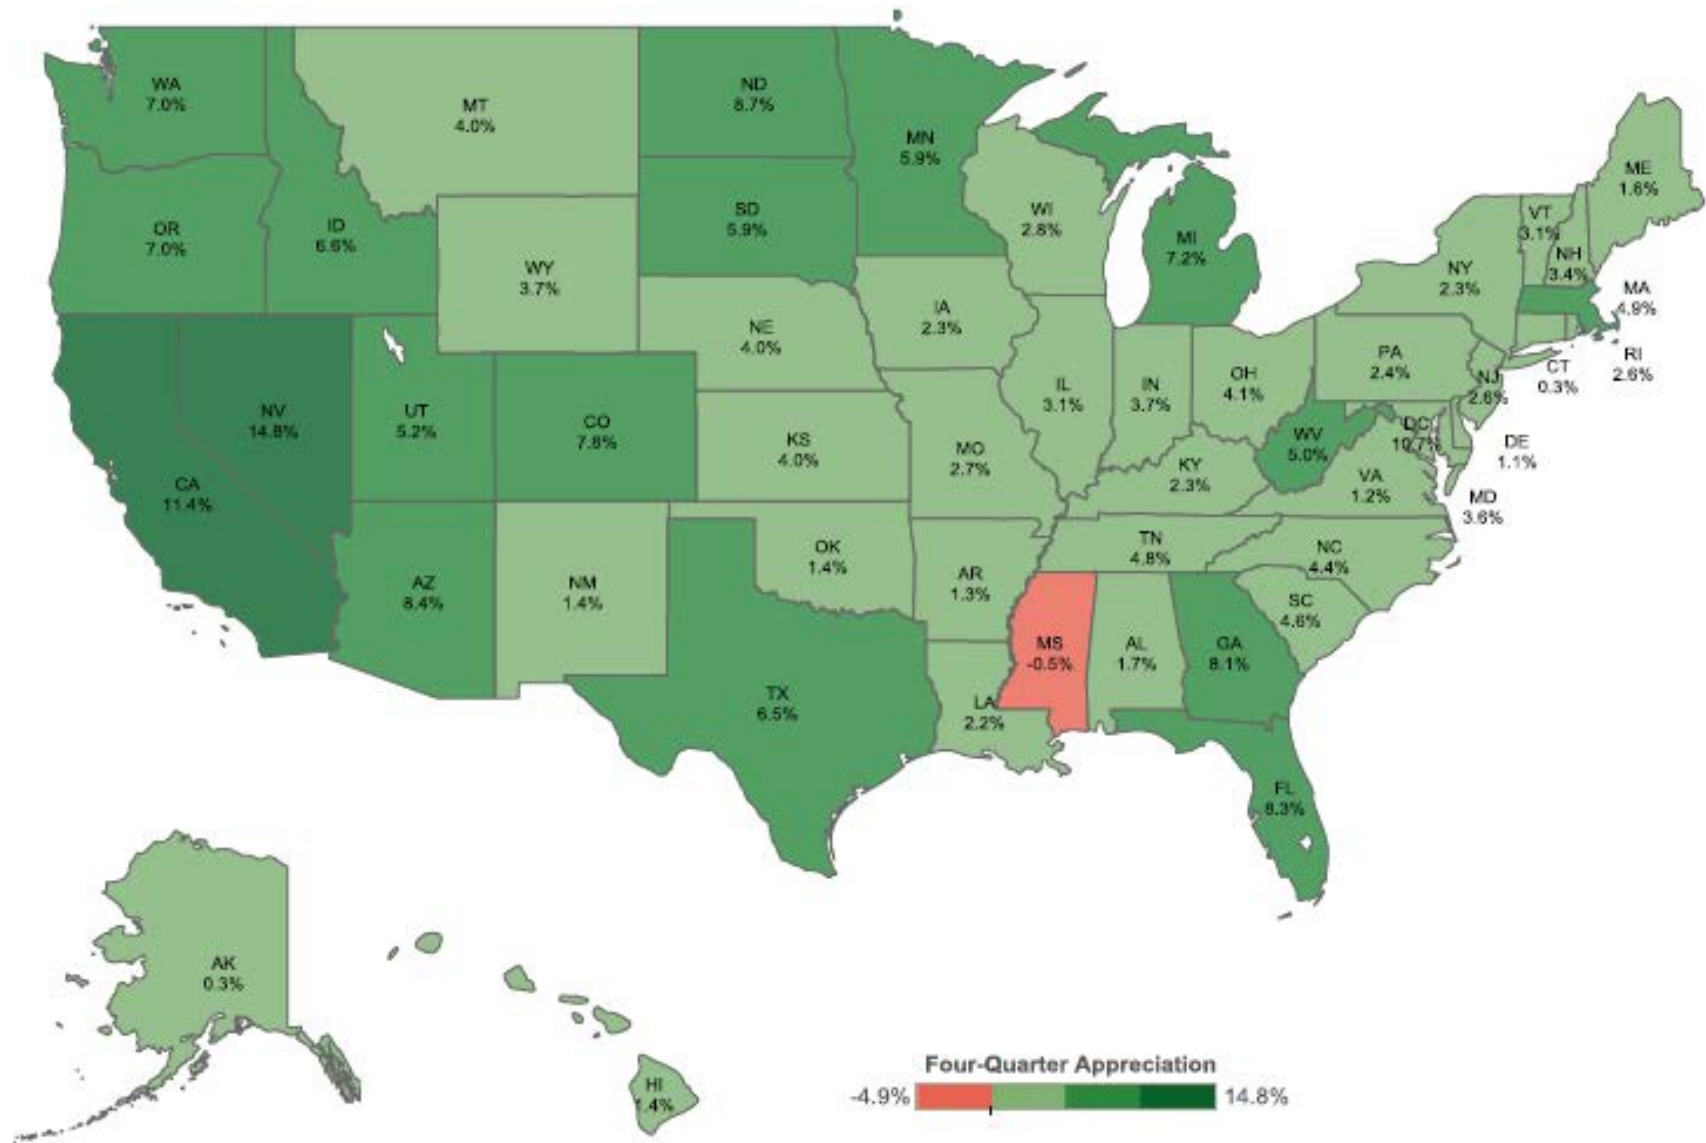 WA
7.0%
MT
4.0%
ND
8.7%
MN
5.9%
OR
7.0%
ID
6.6%
WY
3.7%
SD
5.9%
WI
2.8%
MI
7.2%
ME
1.6%
VT
3.1%
NH
3.4%
NY
2.3%
MA
4.9%
NE
4.0%
IA
2.3%
PA
2.4%
NJ
2.6%
CT
0.3%
RI
2.6%
NV
14.8%
UT
5.2%
CO
7.8%
KS
4.0%
MO
2.7%
IL
3.1%
IN
3.7%
OH
4.1%
WV
5.0%
DC
10.7%
DE
1.1%
CA
11.4%
KY
2.3%
VA
1.2%
MD
3.6%
AZ
8.4%
NM
1.4%
OK
1.4%
AR
1.3%
TN
4.8%
NC
4.4%
SC
4.6%
TX
6.5%
LA
2.2%
MS
-0.5%
AL
1.7%
GA
8.1%
FL
8.3%
AK
0.3%
HI
1.4%
Four-Quarter Appreciation
-4.9%
14.8%